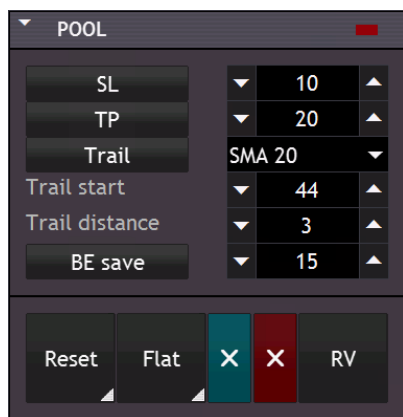 POOL
SL 10
TP 20
Trail SMA 20
Trail start 44
Trail distance 3
BE save 15
Reset Flat × × RV